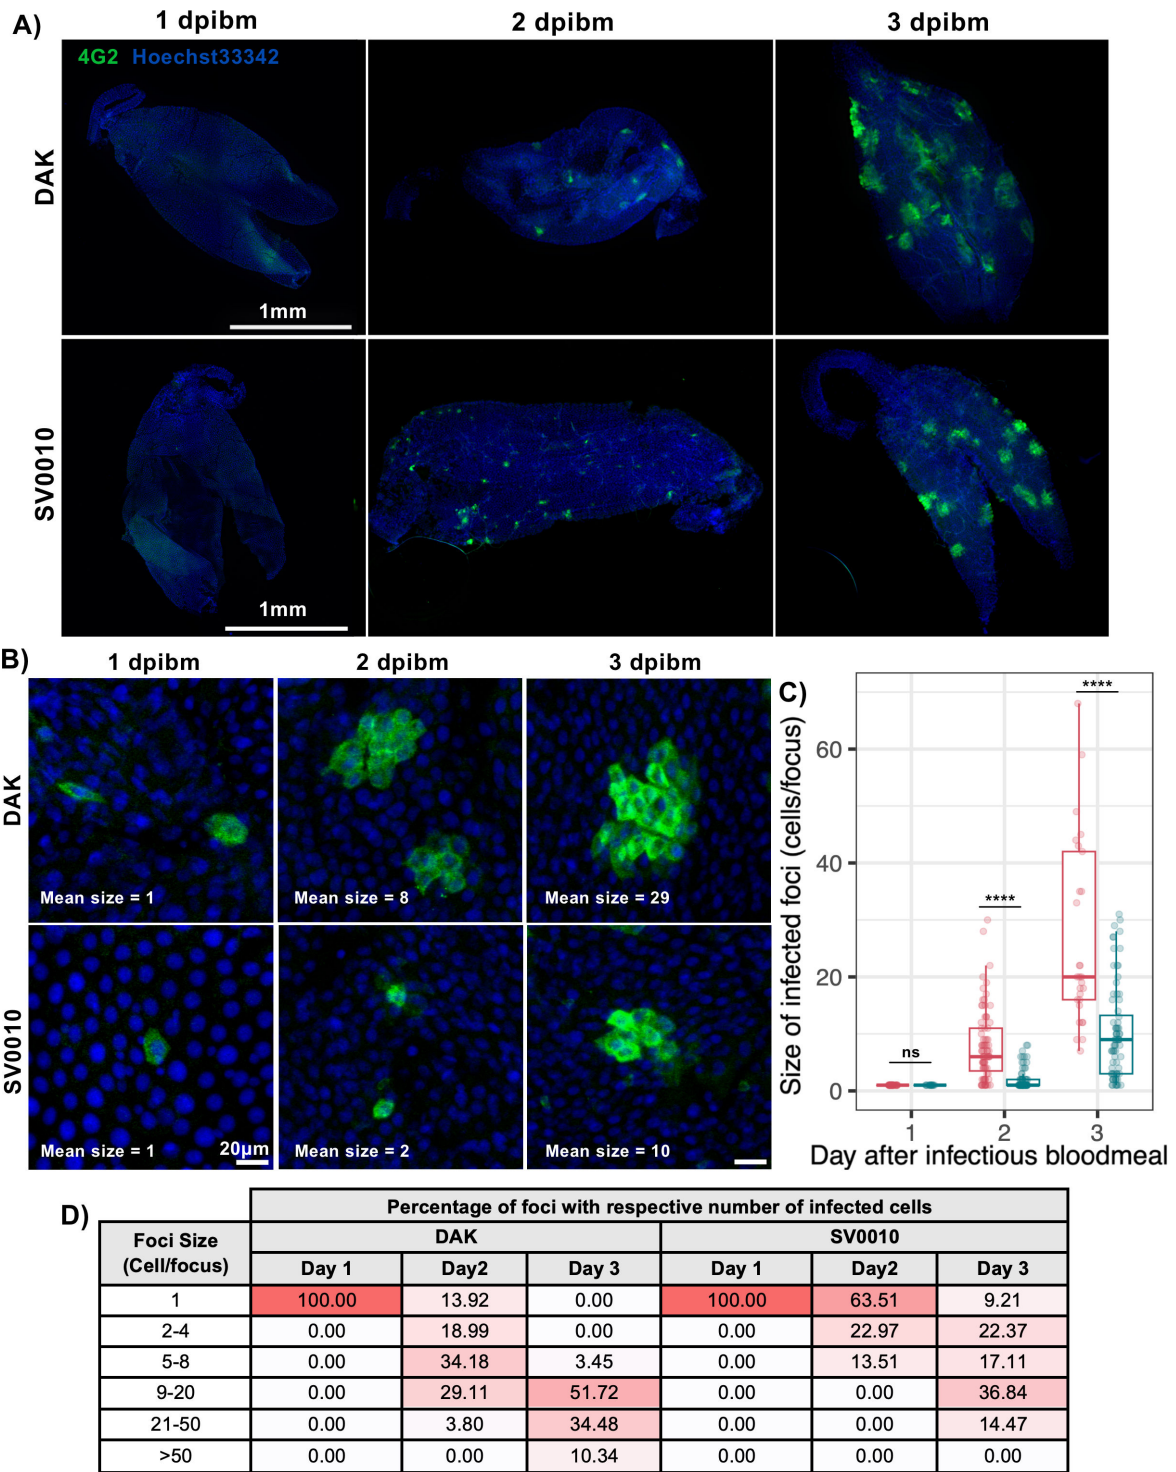 A)
1 dpibm 2 dpibm 3 dpibm
4G2 Hoechst33342
DAK
1mm
SV0010
1mm
B)
1 dpibm 2 dpibm 3 dpibm
DAK
Mean size = 1 Mean size = 8 Mean size = 29
SV0010
20µm
Mean size = 1 Mean size = 2 Mean size = 10
C)
Size of infected foci (cells/focus)
60
40
20
0
ns
****
****
1 2 3
Day after infectious bloodmeal
D)
Percentage of foci with respective number of infected cells
Foci Size
(Cell/focus)
DAK SV0010
Day 1 Day2 Day 3 Day 1 Day2 Day 3
1 100.00 13.92 0.00 100.00 63.51 9.21
2-4 0.00 18.99 0.00 0.00 22.97 22.37
5-8 0.00 34.18 3.45 0.00 13.51 17.11
9-20 0.00 29.11 51.72 0.00 0.00 36.84
21-50 0.00 3.80 34.48 0.00 0.00 14.47
>50 0.00 0.00 10.34 0.00 0.00 0.00